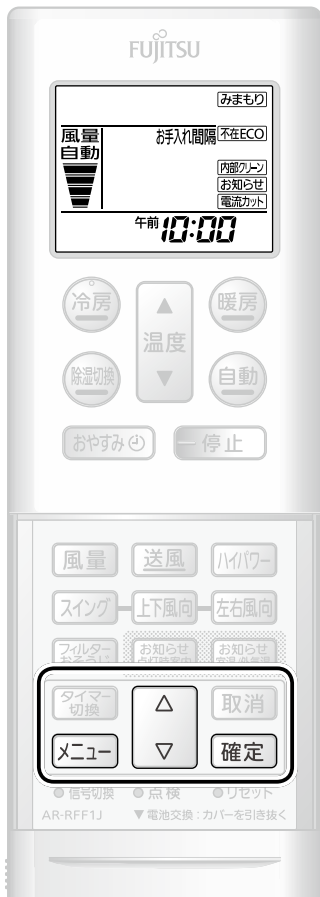 FUJITSU
みまもり
風量 お手入れ間隔 不在ECO
自動
内部クリーン
お知らせ
電流カット
午前10:00
冷房 ▲ 暖房
温度
除湿切換 ▼ 自動
おやすみ 停止
風量 送風 ハイパワー
スイング 上下風向 左右風向
フィルター お知らせ お知らせ
おそうじ
タイマー 切換 △ 取消
メニュー ▽ 確定
信号切換 点検 リセット
AR-RFF1J ▼電池交換:カバーを引き抜く